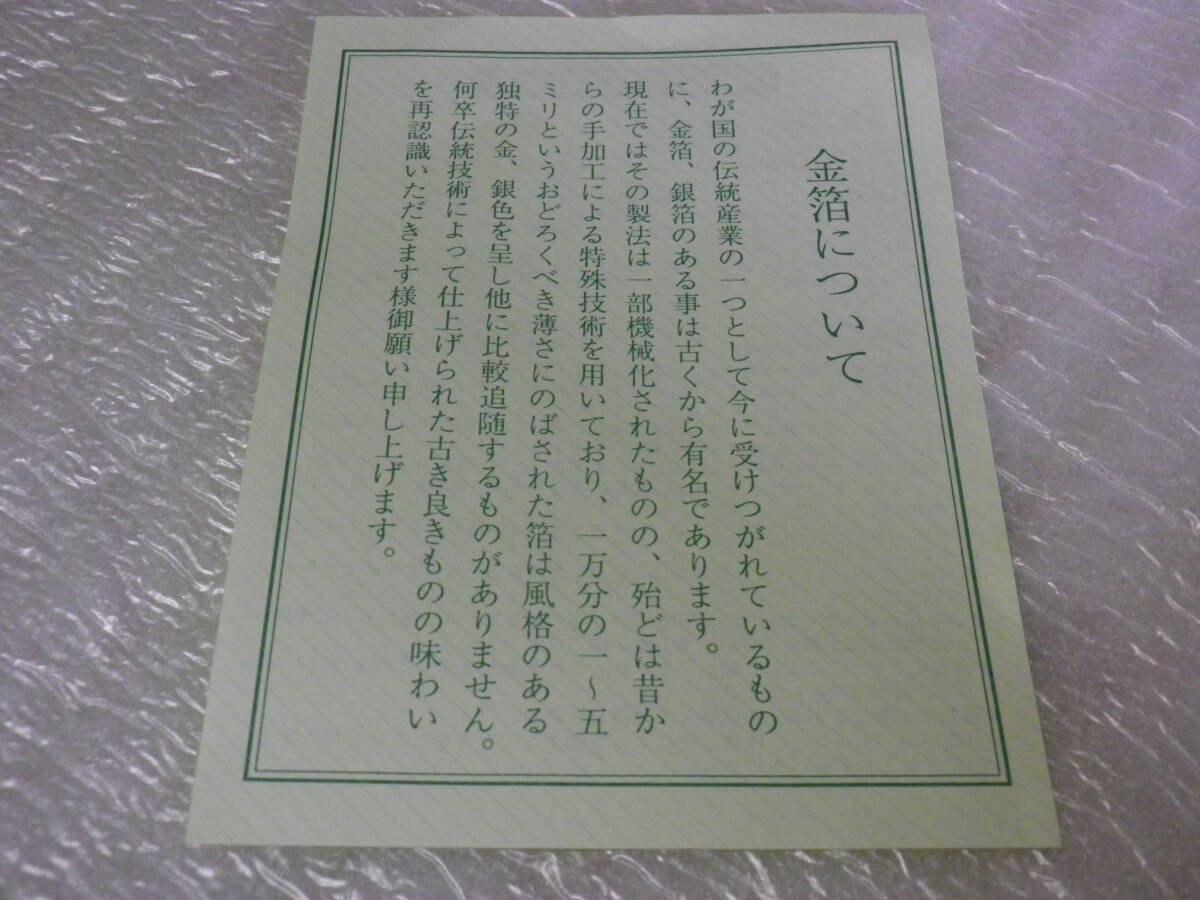 金箔について
わが国の伝統産業の一つとして今に受けつがれているもの
に、金箔、銀箔のある事は古くから有名であります。
現在ではその製法は一部機械化されたものの、殆どは昔か
らの手加工による特殊技術を用いており、一万分の一〜五
ミリというおどろくべき薄さにのばされた箔は風格のある
独特の金、銀色を呈し他に比較追随するものがありません。
何卒伝統技術によって仕上げられた古き良きものの味わい
を再認識いただきます様御願い申し上げます。